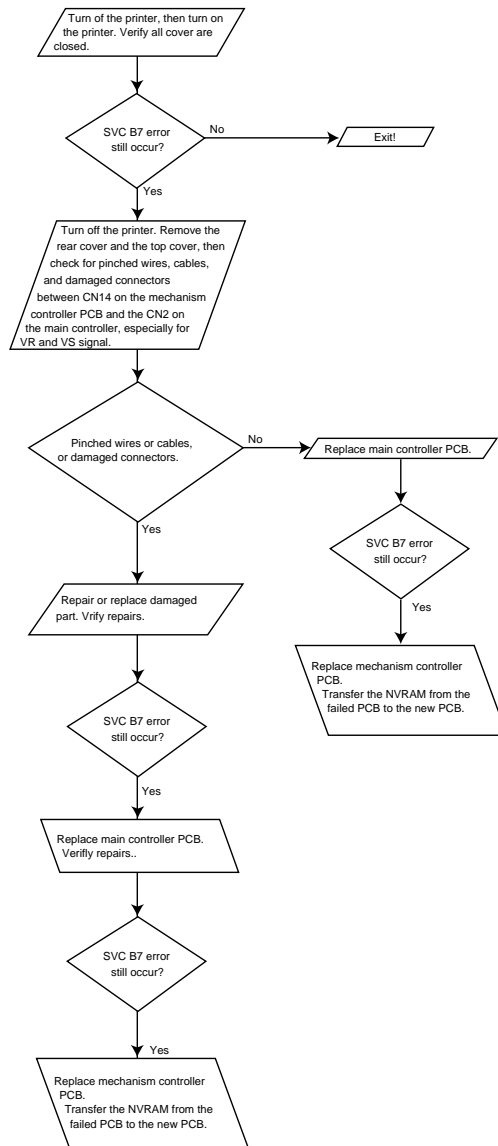 Turn of the printer, then turn on
the printer. Verify all cover are
closed.
SVC B7 error
still occur?
No
Exit!
Yes
Turn off the printer. Remove the
rear cover and the top cover, then
check for pinched wires, cables,
and damaged connectors
between CN14 on the mechanism
controller PCB and the CN2 on
the main controller, especially for
VR and VS signal.
Pinched wires or cables,
or damaged connectors.
No
Replace main controller PCB.
SVC B7 error
still occur?
Yes
Replace mechanism controller
PCB.
Transfer the NVRAM from the
failed PCB to the new PCB.
Yes
Repair or replace damaged
part. Vrify repairs.
SVC B7 error
still occur?
Yes
Replace main controller PCB.
Verifly repairs..
SVC B7 error
still occur?
Yes
Replace mechanism controller
PCB.
Transfer the NVRAM from the
failed PCB to the new PCB.